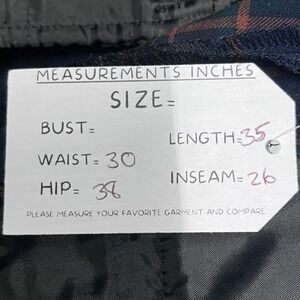 MEASUREMENTS INCHES
SIZE=
BUST=
LENGTH=35
WAIST= 30
HIP= 38
INSEAM= 26
PLEASE MEASURE YOUR FAVORITE GARMENT AND COMPARE.